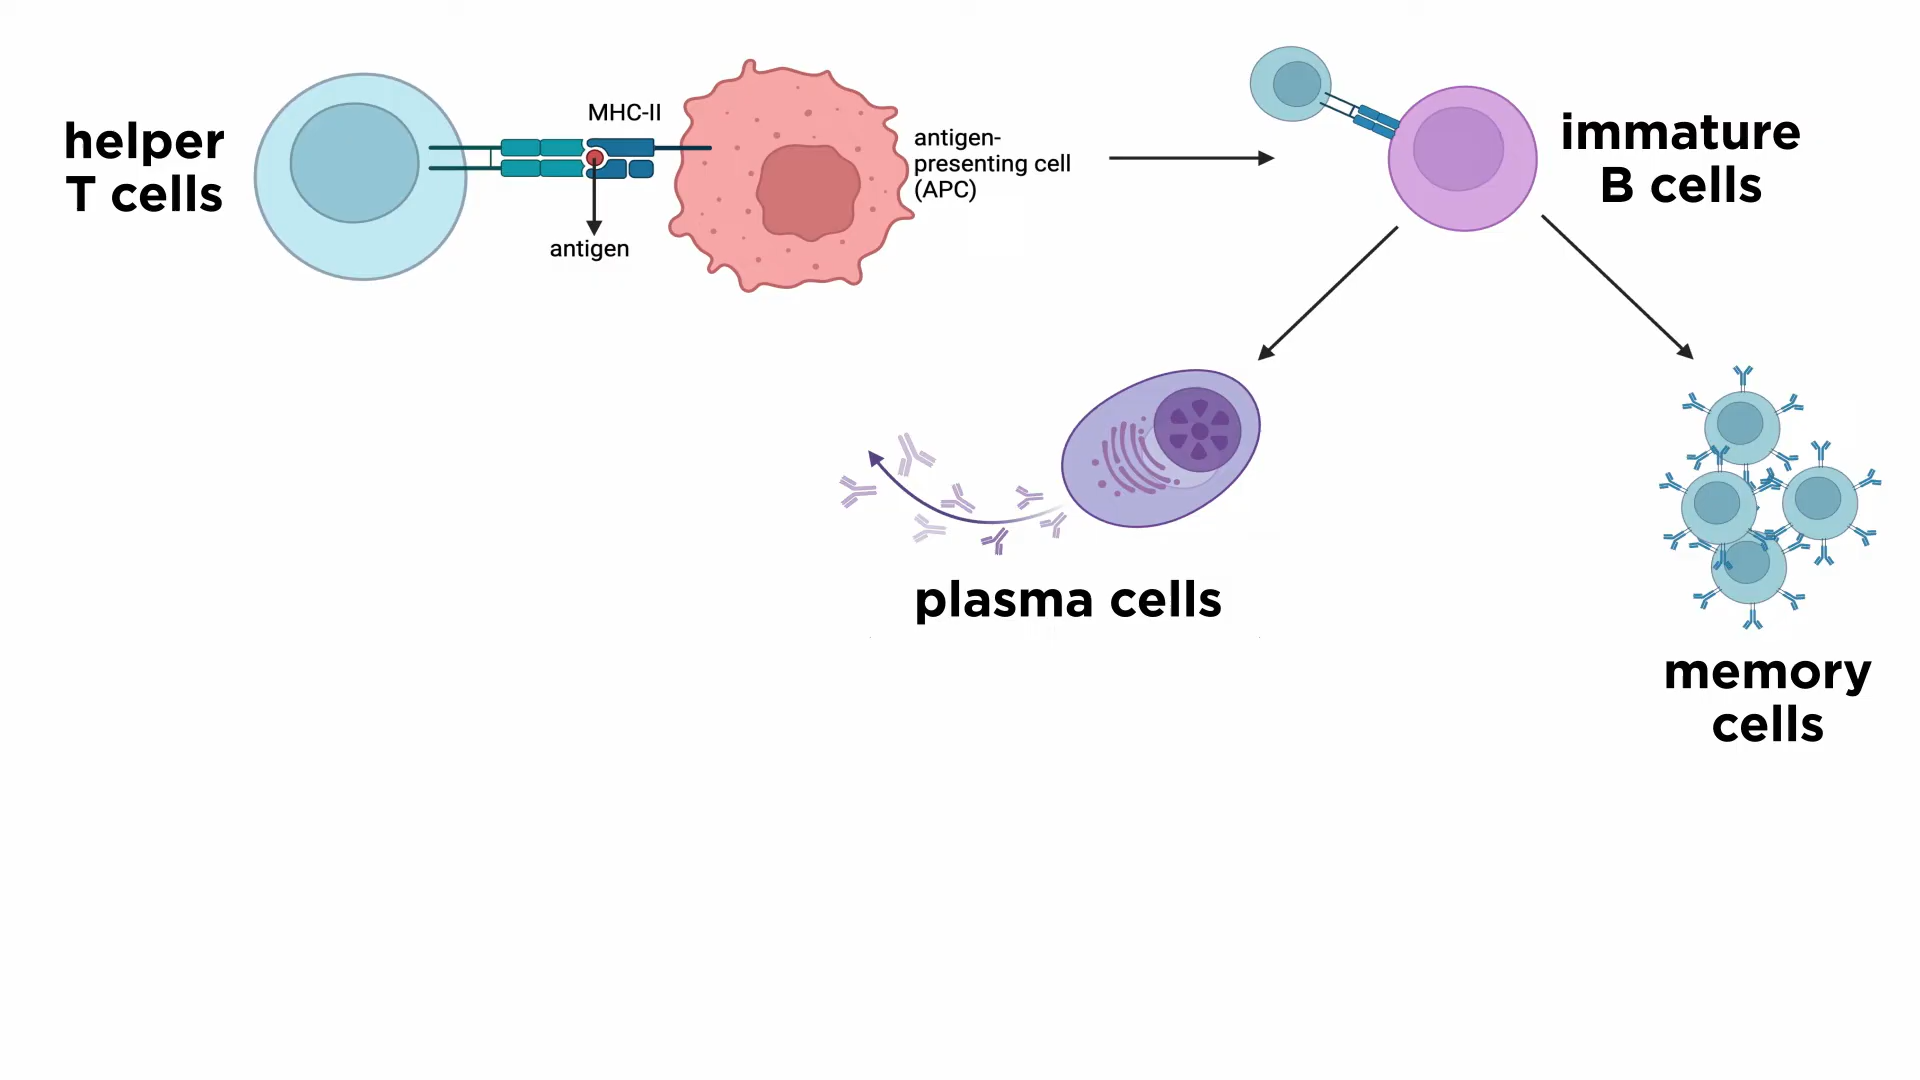 helper
T cells
MHC-II
antigen
antigen-
presenting cell
(APC)
immature
B cells
plasma cells
memory
cells